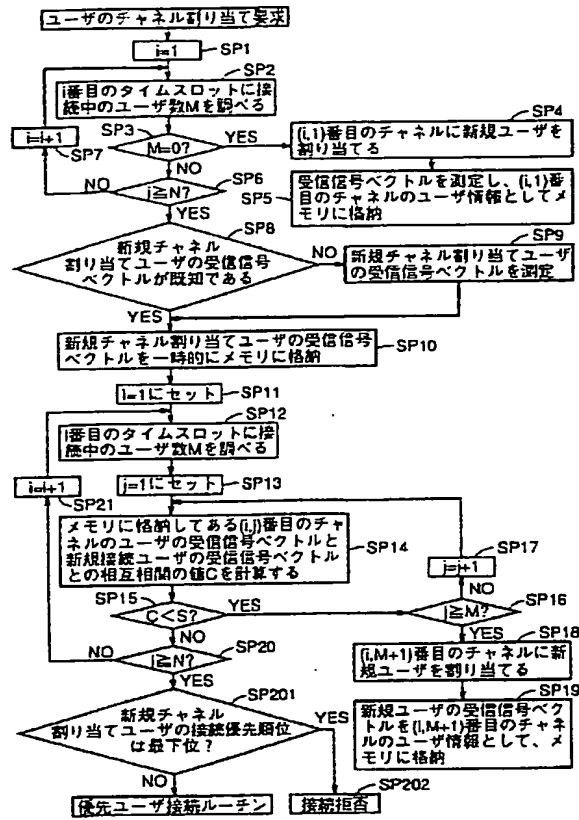 ユーザのチャネル割り当て要求
i=1
SP1
SP2
i番目のタイムスロットに接
続中のユーザ数Mを調べる
SP3
M=0?
YES
NO
SP4
(i,1)番目のチャネルに新規ユーザを
割り当てる
i=i+1
SP7
SP6
i≧N?
NO
YES
SP5
受信信号ベクトルを測定し、(i,1)番
目のチャネルのユーザ情報としてメ
モリに格納
SP8
新規チャネル
割り当てユーザの受信信号
ベクトルが既知である
NO
YES
SP9
新規チャネル割り当てユーザ
の受信信号ベクトルを測定
新規チャネル割り当てユーザの受信信号
ベクトルを一時的にメモリに格納
SP10
i=1にセット
SP11
SP12
i番目のタイムスロットに接
続中のユーザ数Mを調べる
i=i+1
SP21
j=1にセット
SP13
メモリに格納してある(i,j)番目のチャ
ネルのユーザの受信信号ベクトルと
新規接続ユーザの受信信号ベクトル
との相互相関の値Cを計算する
SP14
SP17
j=j+1
NO
SP15
C<S?
YES
NO
j≧M?
SP16
YES
SP18
(i,M+1)番目のチャネルに新
規ユーザを割り当てる
NO
i≧N?
SP20
YES
SP19
新規ユーザの受信信号ベク
トルを(i,M+1)番目のチャネ
ルのユーザ情報として、メ
モリに格納
SP201
新規チャネル
割り当てユーザの接続優先順位
は最下位?
YES
NO
SP202
優先ユーザ接続ルーチン
接続拒否